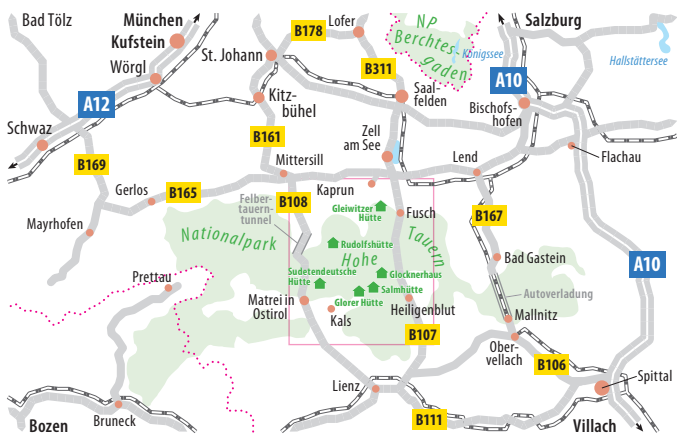 Bad Tölz
München
Kufstein
Wörgl
A12
Schwaz
B169
Mayrhofen
Gerlos
B165
St. Johann
B178
Lofer
B311
Kitz-
bühel
B161
Mittersill
B108
Saal-
felden
Zell
am See
Kaprun
NP
Berchtes-
gaden
Königssee
Salzburg
Hallstättersee
A10
Bischofs-
hofen
Lend
Flachau
B167
Fusch
Bad Gastein
A10
Autoverladung
Mallnitz
Ober-
vellach
B106
Spittal
Villach
Felber-
tauern-
tunnel
Nationalpark
Hohe
Tauern
Gleiwitzer
Hütte
Rudolfshütte
Sudetendeutsche
Hütte
Glocknerhaus
Salmhütte
Glorer Hütte
Prettau
Matrei in
Ostirol
Kals
Heiligenblut
B107
Lienz
B111
Bozen
Bruneck